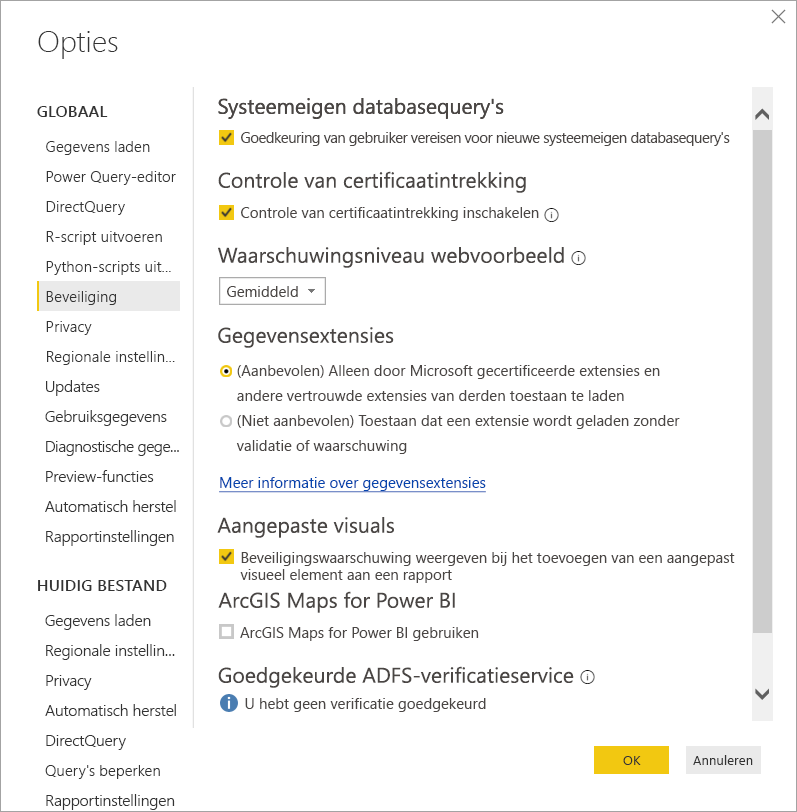 Opties
GLOBAAL
Gegevens laden
Power Query-editor
DirectQuery
R-script uitvoeren
Python-scripts uit...
Beveiliging
Privacy
Regionale instellin...
Updates
Gebruiksgegevens
Diagnostische gege...
Preview-functies
Automatisch herstel
Rapportinstellingen
HUIDIG BESTAND
Gegevens laden
Regionale instellin...
Privacy
Automatisch herstel
DirectQuery
Query's beperken
Rapportinstellingen
Systeemeigen databasequery's
Goedkeuring van gebruiker vereisen voor nieuwe systeemeigen databasequery's
Controle van certificaatintrekking
Controle van certificaatintrekking inschakelen
Waarschuwingsniveau webvoorbeeld
Gemiddeld
Gegevensextensies
(Aanbevolen) Alleen door Microsoft gecertificeerde extensies en
andere vertrouwde extensies van derden toestaan te laden
(Niet aanbevolen) Toestaan dat een extensie wordt geladen zonder
validatie of waarschuwing
Meer informatie over gegevensextensies
Aangepaste visuals
Beveiligingswaarschuwing weergeven bij het toevoegen van een aangepast
visueel element aan een rapport
ArcGIS Maps for Power BI
ArcGIS Maps for Power BI gebruiken
Goedgekeurde ADFS-verificatieservice
U hebt geen verificatie goedgekeurd
OK
Annuleren